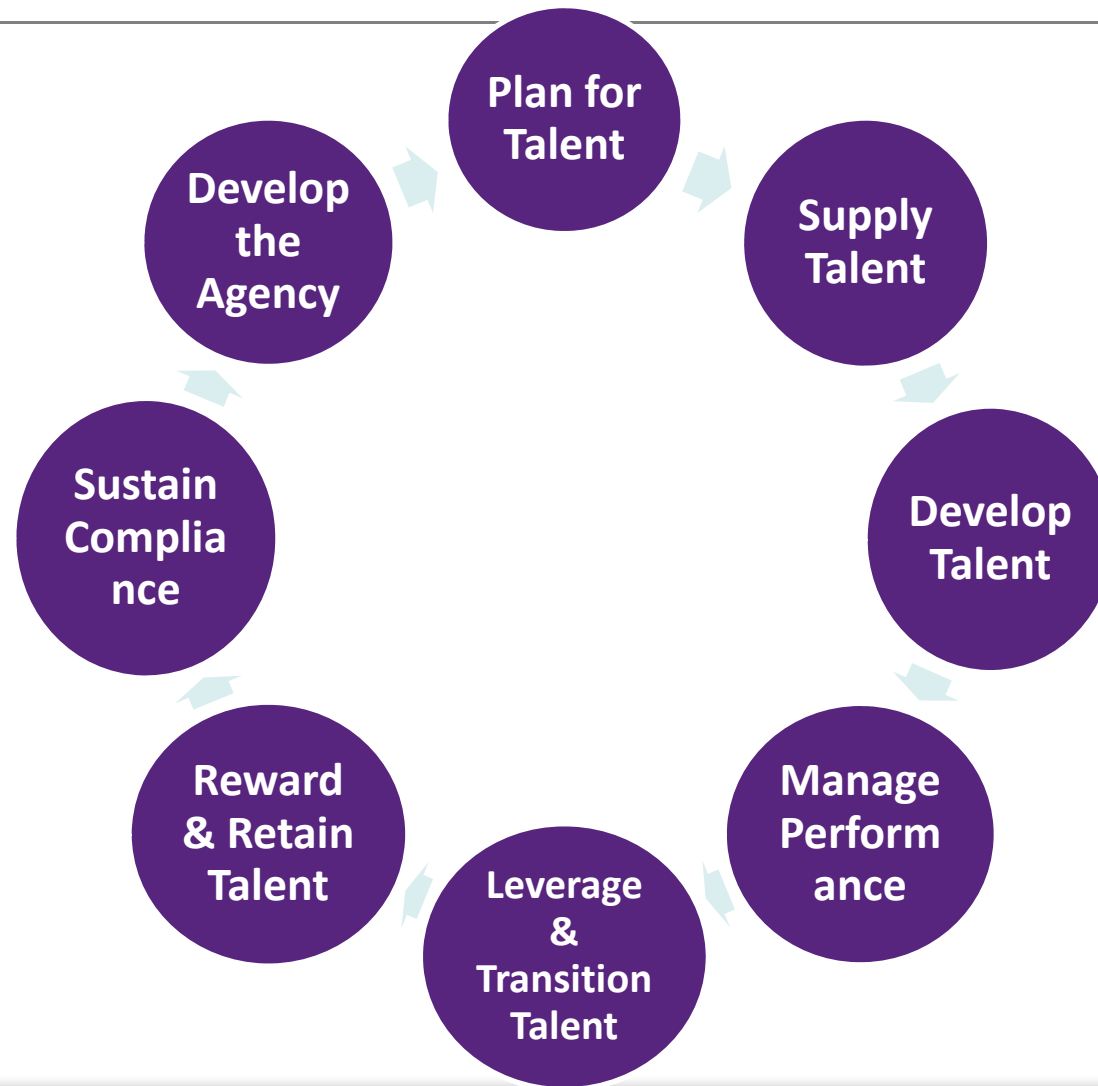 Plan for
Talent
Supply
Talent
Develop
Talent
Manage
Perform
ance
Leverage
&
Transition
Talent
Reward
& Retain
Talent
Sustain
Complia
nce
Develop
the
Agency